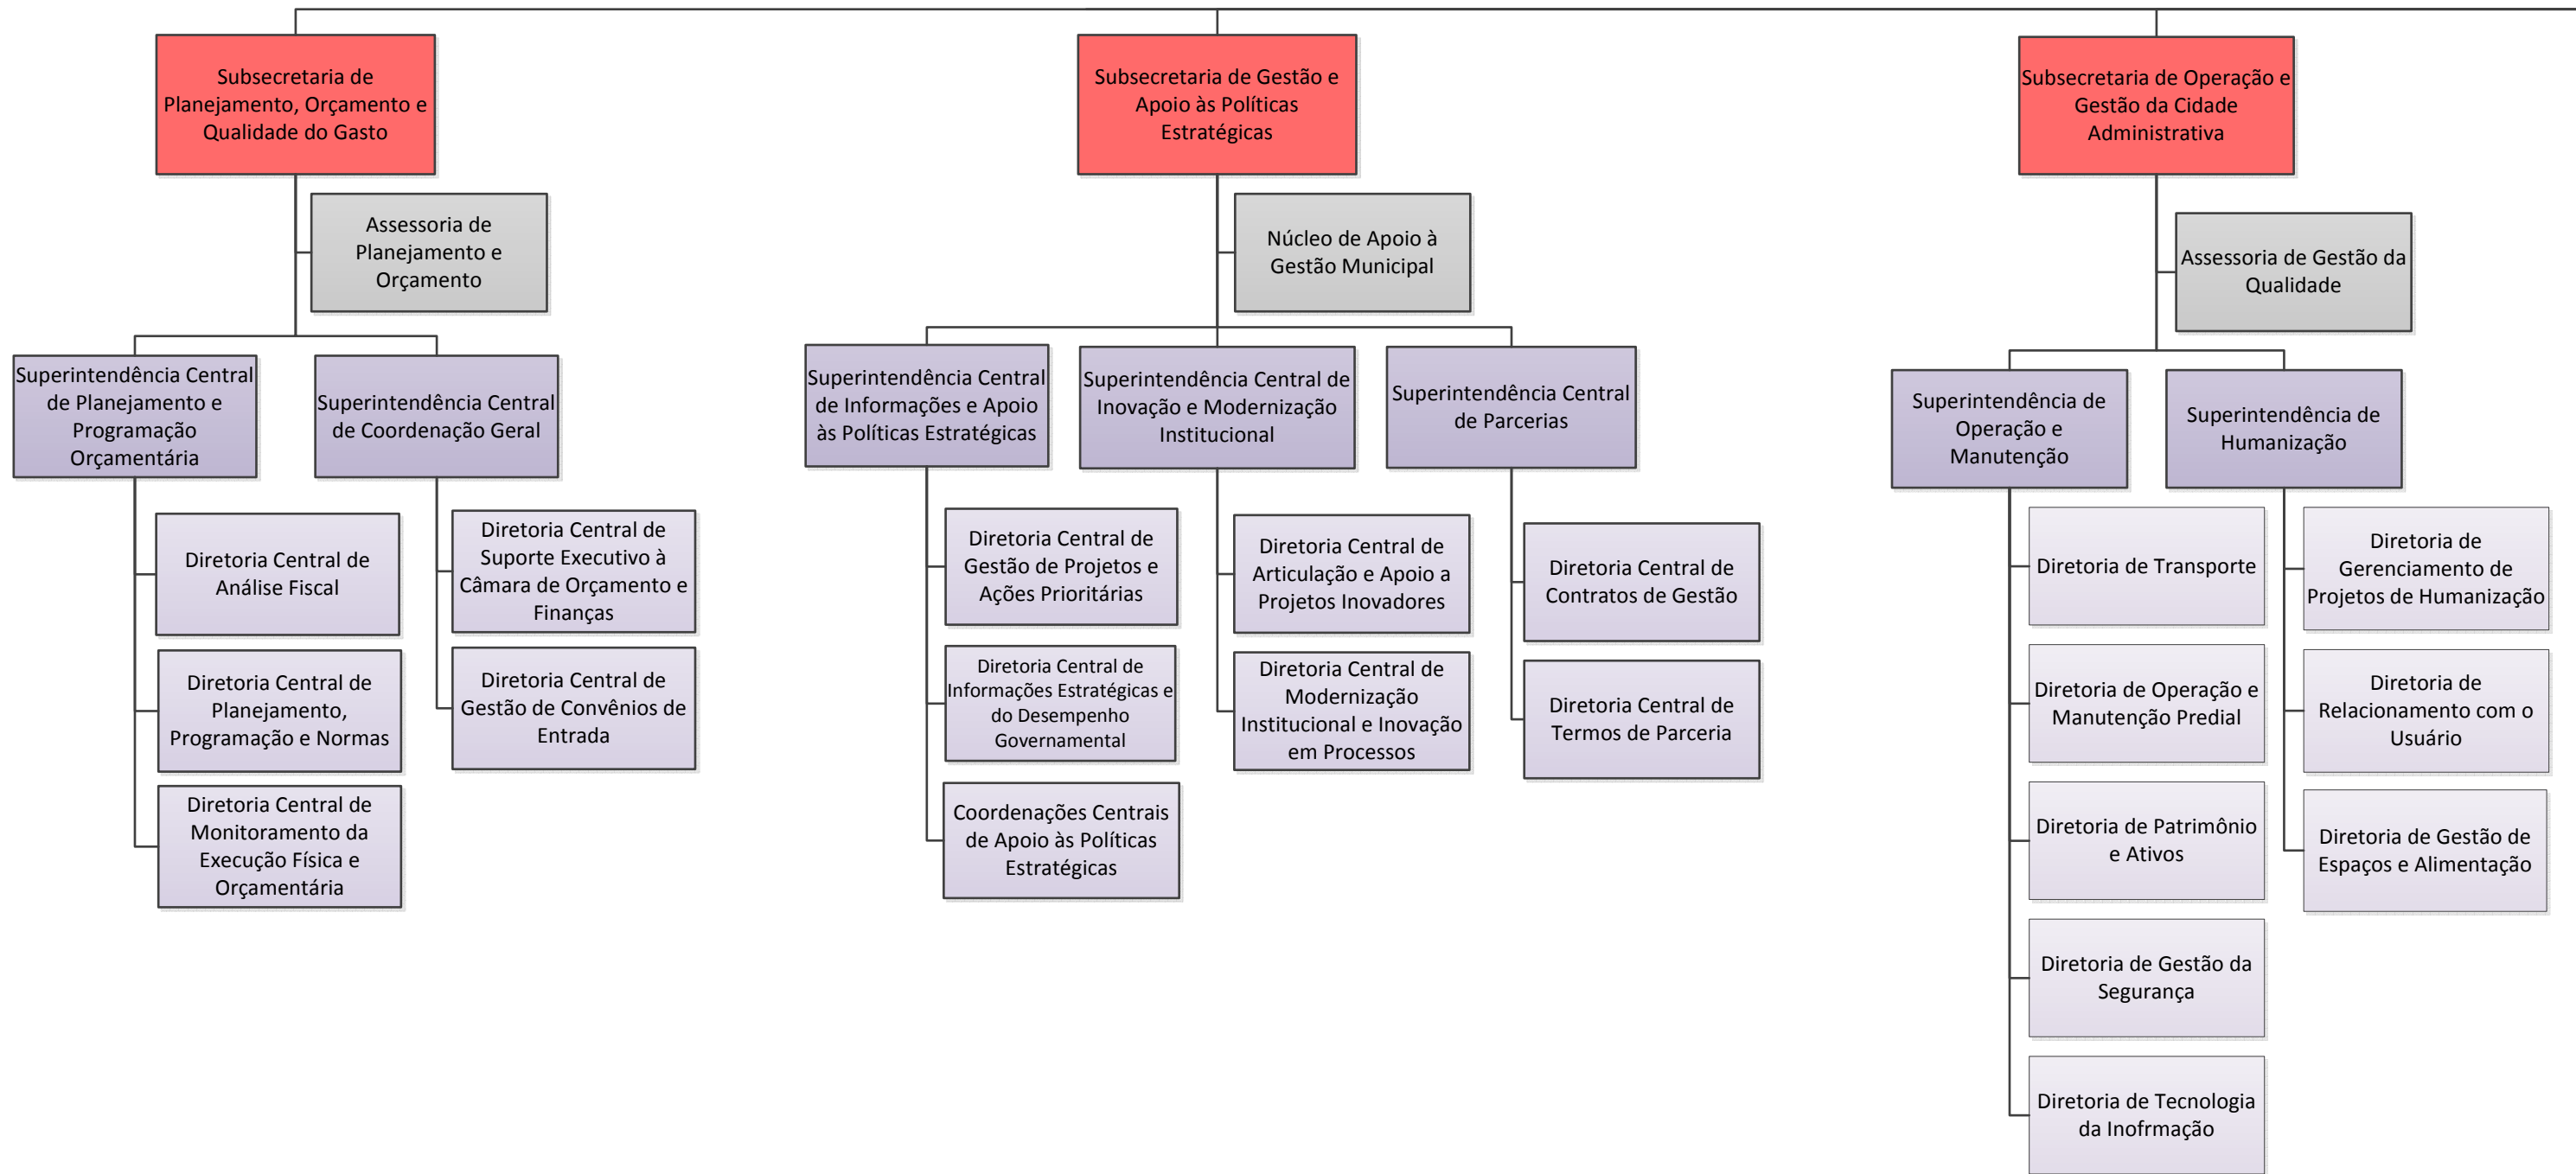 Subsecretaria de
Planejamento, Orçamento e
Qualidade do Gasto
Assessoria de
Planejamento e
Orçamento
Superintendência Central
de Planejamento e
Programação
Orçamentária
Diretoria Central de
Análise Fiscal
Diretoria Central de
Planejamento,
Programação e Normas
Diretoria Central de
Monitoramento da
Execução Física e
Orçamentária
Superintendência Central
de Coordenação Geral
Diretoria Central de
Suporte Executivo à
Câmara de Orçamento e
Finanças
Diretoria Central de
Gestão de Convênios de
Entrada
Subsecretaria de Gestão e
Apoio às Políticas
Estratégicas
Núcleo de Apoio à
Gestão Municipal
Superintendência Central
de Informações e Apoio
às Políticas Estratégicas
Diretoria Central de
Gestão de Projetos e
Ações Prioritárias
Diretoria Central de
Informações Estratégicas e
do Desempenho
Governamental
Coordenações Centrais
de Apoio às Políticas
Estratégicas
Superintendência Central de
Inovação e Modernização
Institucional
Diretoria Central de
Articulação e Apoio a
Projetos Inovadores
Diretoria Central de
Modernização
Institucional e Inovação
em Processos
Superintendência Central
de Parcerias
Diretoria Central de
Contratos de Gestão
Diretoria Central de
Termos de Parceria
Subsecretaria de Operação e
Gestão da Cidade
Administrativa
Assessoria de Gestão da
Qualidade
Superintendência de
Operação e
Manutenção
Diretoria de Transporte
Diretoria de Operação e
Manutenção Predial
Diretoria de Patrimônio
e Ativos
Diretoria de Gestão da
Segurança
Diretoria de Tecnologia
da Inofrmação
Superintendência de
Humanização
Diretoria de
Gerenciamento de
Projetos de Humanização
Diretoria de
Relacionamento com o
Usuário
Diretoria de Gestão de
Espaços e Alimentação